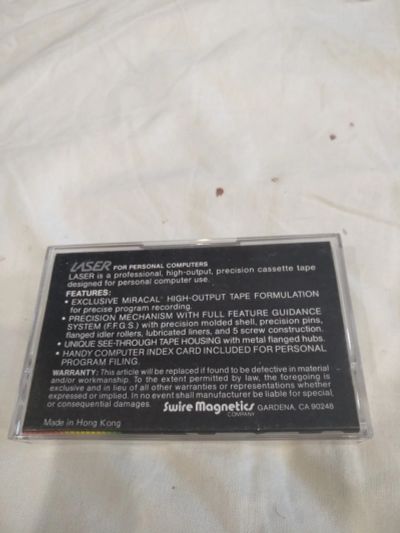 LASER FOR PERSONAL COMPUTERS
LASER is a professional, high-output, precision cassette tape
designed for personal computer use.
FEATURES:
• EXCLUSIVE MIRACAL HIGH-OUTPUT TAPE FORMULATION
for precise program recording.
• PRECISION MECHANISM WITH FULL FEATURE GUIDANCE
SYSTEM (F.F.G.S.) with precision molded shell, precision pins,
flanged idler rollers, lubricated liners, and 5 screw construction.
• UNIQUE SEE-THROUGH TAPE HOUSING with metal flanged hubs.
• HANDY COMPUTER INDEX CARD INCLUDED FOR PERSONAL
PROGRAM FILING.
WARRANTY: This article will be replaced if found to be defective in material
and/or workmanship. To the extent permitted by law, the foregoing is
exclusive and in lieu of all other warranties or representations whether
expressed or implied. In no event shall manufacturer be liable for special,
or consequential damages.
Swire Magnetics
COMPANY
GARDENA, CA 90248
Made in Hong Kong